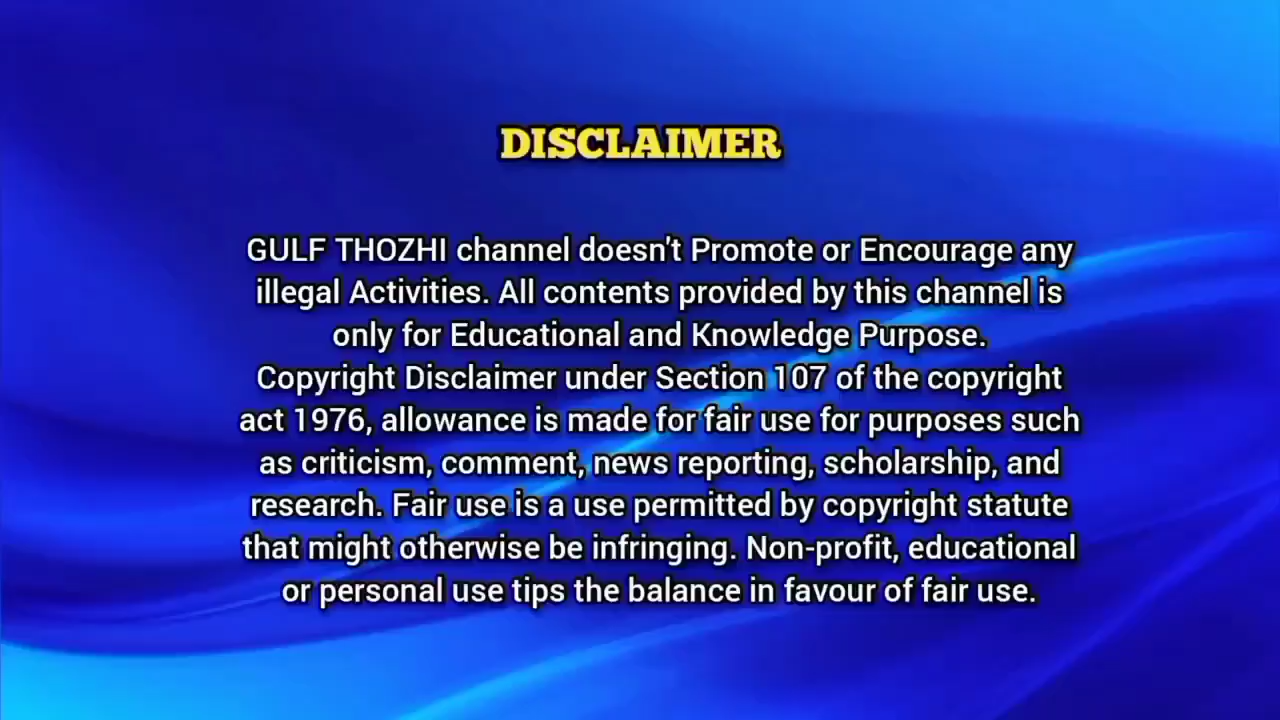 DISCLAIMER
GULF THOZHI channel doesn't Promote or Encourage any
illegal Activities. All contents provided by this channel is
only for Educational and Knowledge Purpose.
Copyright Disclaimer under Section 107 of the copyright
act 1976, allowance is made for fair use for purposes such
as criticism, comment, news reporting, scholarship, and
research. Fair use is a use permitted by copyright statute
that might otherwise be infringing. Non-profit, educational
or personal use tips the balance in favour of fair use.